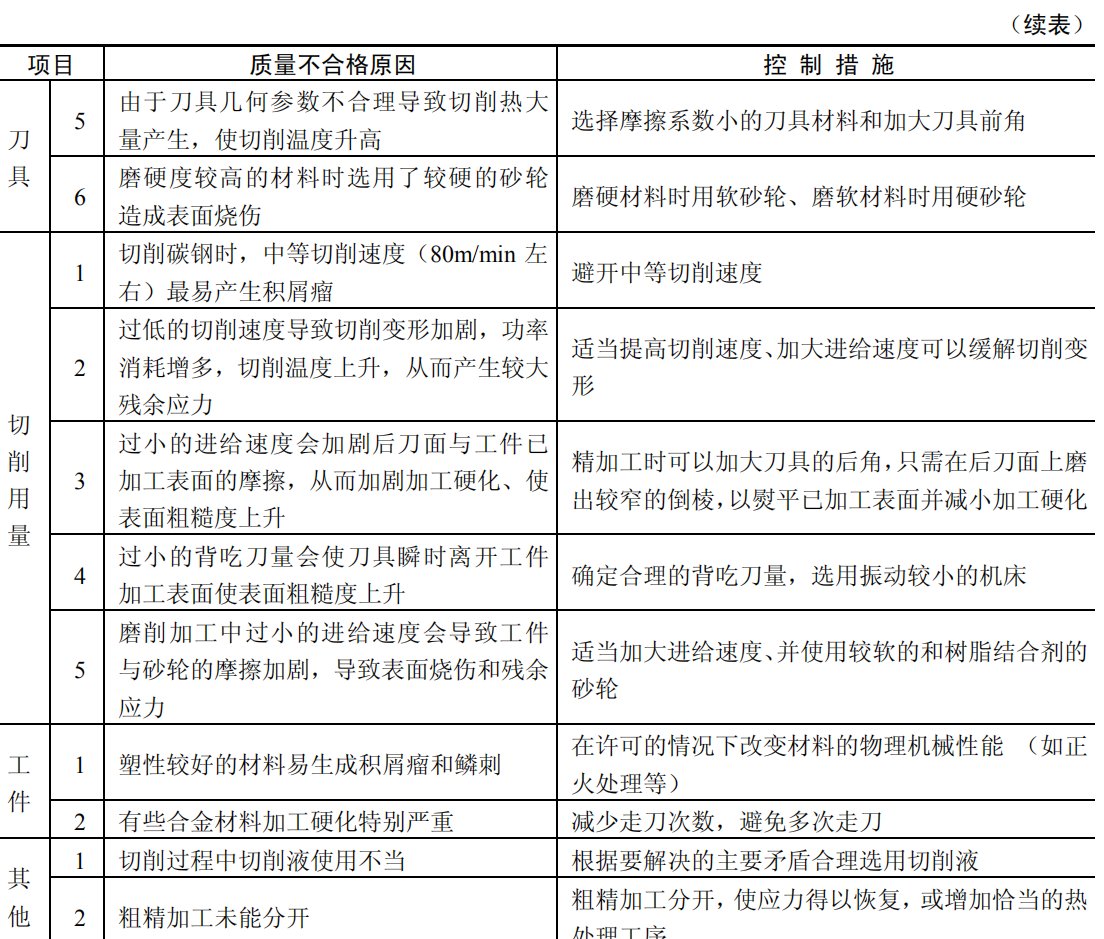 （续表）
项目 质量不合格原因 控制措施
刀具
5
由于刀具几何参数不合理导致切削热大
量产生，使切削温度升高
选择摩擦系数小的刀具材料和加大刀具前角
6
磨硬度较高的材料时选用了较硬的砂轮
造成表面烧伤
磨硬材料时用软砂轮、磨软材料时用硬砂轮
切削用量
1
切削碳钢时，中等切削速度（80m/min 左
右）最易产生积屑瘤
避开中等切削速度
2
过低的切削速度导致切削变形加剧，功率
消耗增多，切削温度上升，从而产生较大
残余应力
适当提高切削速度、加大进给速度可以缓解切削变
形
3
过小的进给速度会加剧后刀面与工件已
加工表面的摩擦，从而加剧加工硬化、使
表面粗糙度上升
精加工时可以加大刀具的后角，只需在后刀面上磨
出较窄的倒棱，以熨平已加工表面并减小加工硬化
4
过小的背吃刀量会使刀具瞬时离开工件
加工表面使表面粗糙度上升
确定合理的背吃刀量，选用振动较小的机床
5
磨削加工中过小的进给速度会导致工件
与砂轮的摩擦加剧，导致表面烧伤和残余
应力
适当加大进给速度、并使用较软的和树脂结合剂的
砂轮
工件
1
塑性较好的材料易生成积屑瘤和鳞刺
在许可的情况下改变材料的物理机械性能 （如正
火处理等）
2
有些合金材料加工硬化特别严重
减少走刀次数，避免多次走刀
其他
1
切削过程中切削液使用不当
根据要解决的主要矛盾合理选用切削液
2
粗精加工未能分开
粗精加工分开，使应力得以恢复，或增加恰当的热
处理工序